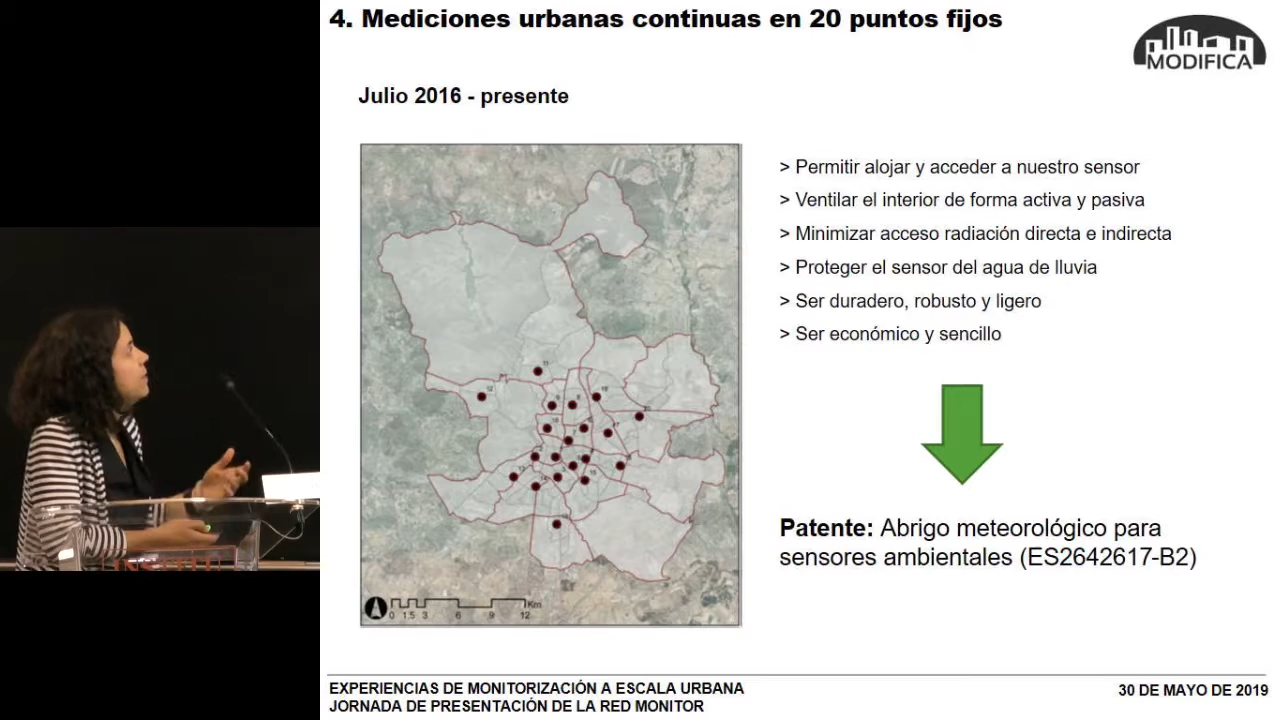 4. Mediciones urbanas continuas en 20 puntos fijos
MODIFICA
Julio 2016 - presente
> Permitir alojar y acceder a nuestro sensor
> Ventilar el interior de forma activa y pasiva
> Minimizar acceso radiación directa e indirecta
> Proteger el sensor del agua de lluvia
> Ser duradero, robusto y ligero
> Ser económico y sencillo
Patente: Abrigo meteorológico para
sensores ambientales (ES2642617-B2)
Km
0 1.5 3 6 9 12
EXPERIENCIAS DE MONITORIZACIÓN A ESCALA URBANA
JORNADA DE PRESENTACIÓN DE LA RED MONITOR
30 DE MAYO DE 2019